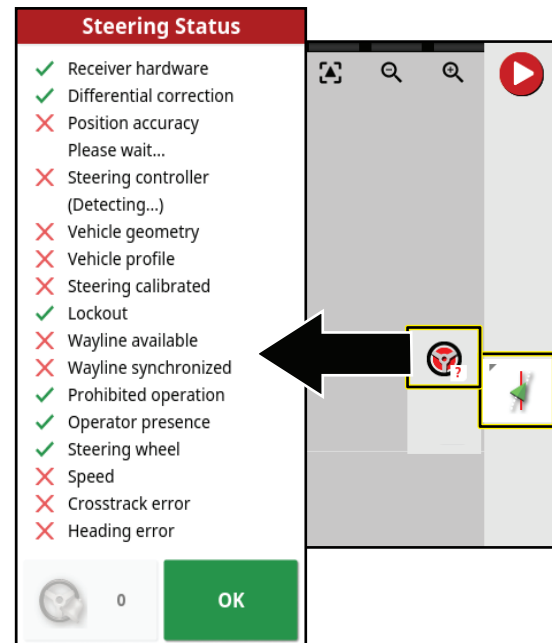 Steering Status
Receiver hardware
Differential correction
Position accuracy
Please wait...
Steering controller
(Detecting...)
Vehicle geometry
Vehicle profile
Steering calibrated
Lockout
Wayline available
Wayline synchronized
Prohibited operation
Operator presence
Steering wheel
Speed
Crosstrack error
Heading error
0
OK
?